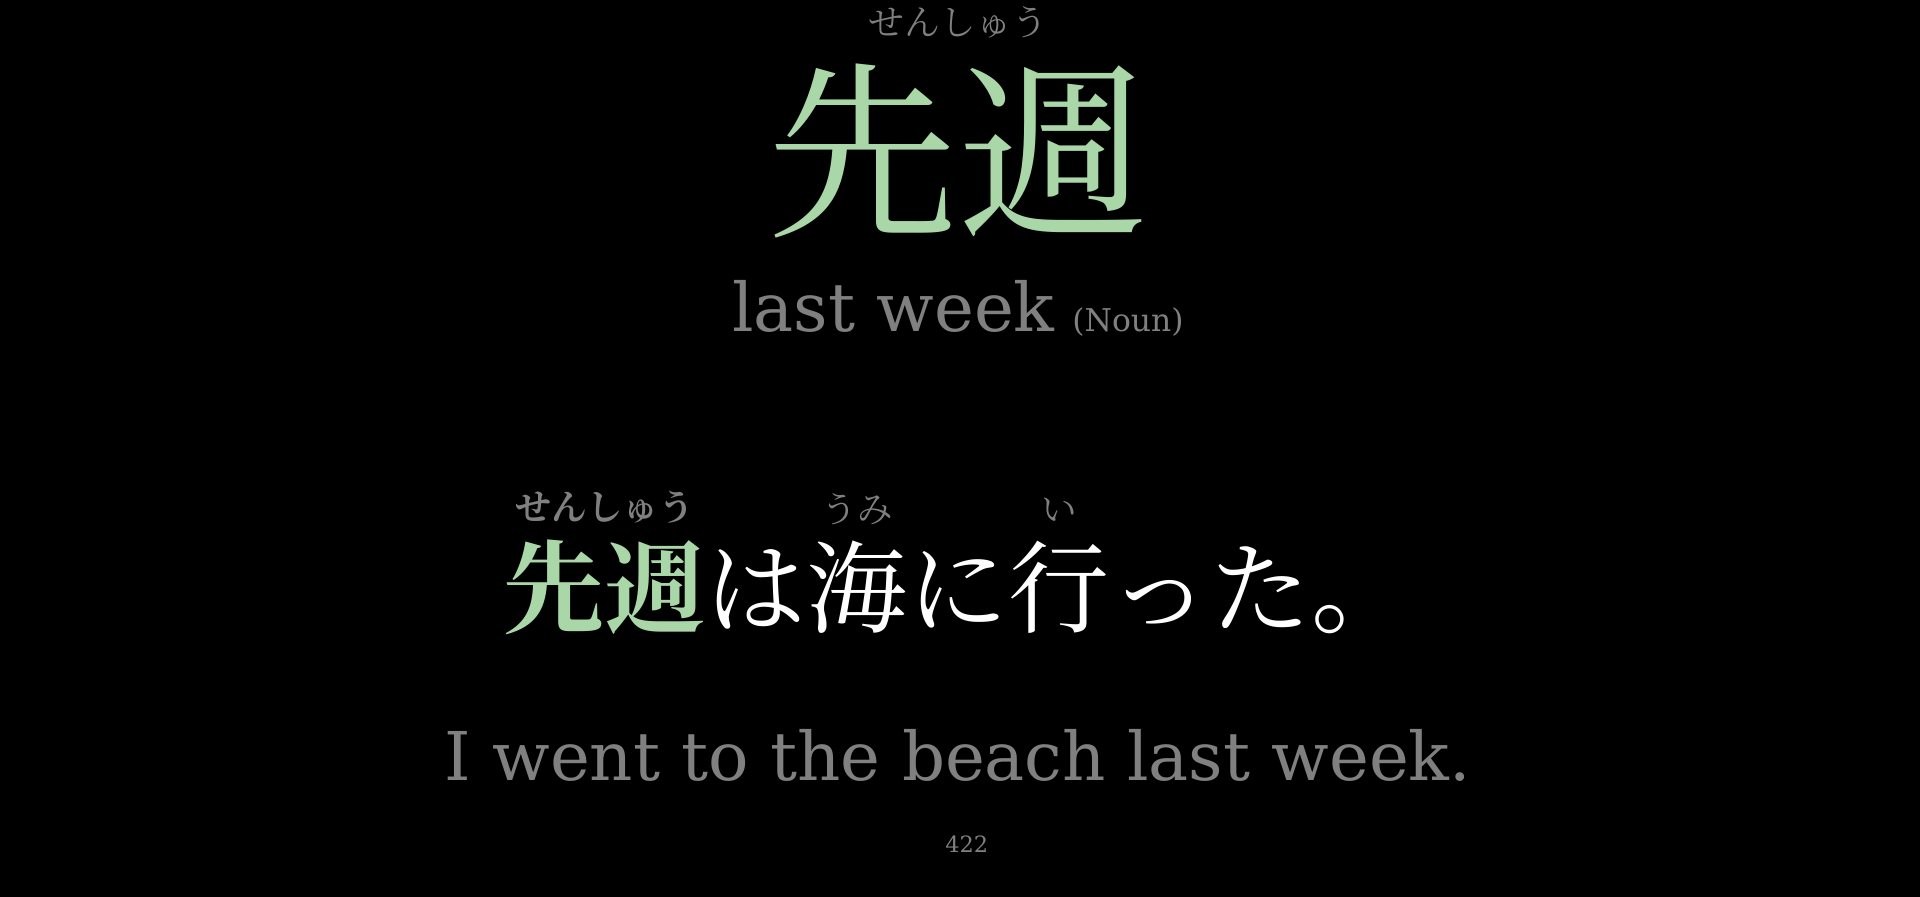 せんしゅう
先週
last week (Noun)
せんしゅう うみ い
先週は海に行った。
I went to the beach last week.
422